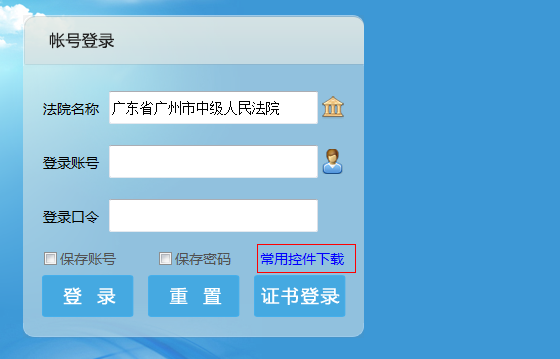 帐号登录
法院名称 广东省广州市中级人民法院
登录账号
登录口令
保存账号 保存密码 常用控件下载
登 录 重 置 证书登录